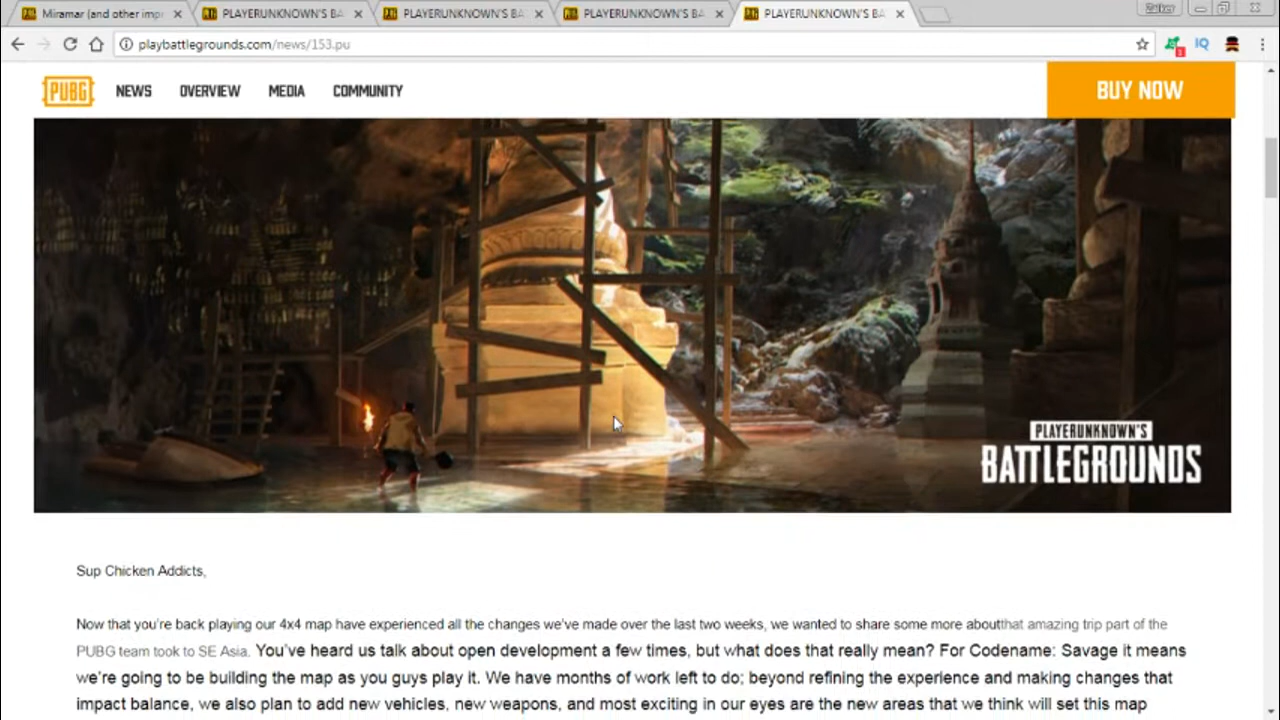 Miramar (and other imp
PLAYERUNKNOWN'S BA
PLAYERUNKNOWN'S BA
PLAYERUNKNOWN'S BA
PLAYERUNKNOWN'S BA
playbattlegrounds.com/news/153.pu
3
IQ
PUBG
NEWS
OVERVIEW
MEDIA
COMMUNITY
BUY NOW
PLAYERUNKNOWN'S
BATTLEGROUNDS
Sup Chicken Addicts,
Now that you're back playing our 4x4 map have experienced all the changes we've made over the last two weeks, we wanted to share some more aboutthat amazing trip part of the
PUBG team took to SE Asia. You've heard us talk about open development a few times, but what does that really mean? For Codename: Savage it means
we're going to be building the map as you guys play it. We have months of work left to do; beyond refining the experience and making changes that
impact balance, we also plan to add new vehicles, new weapons, and most exciting in our eyes are the new areas that we think will set this map